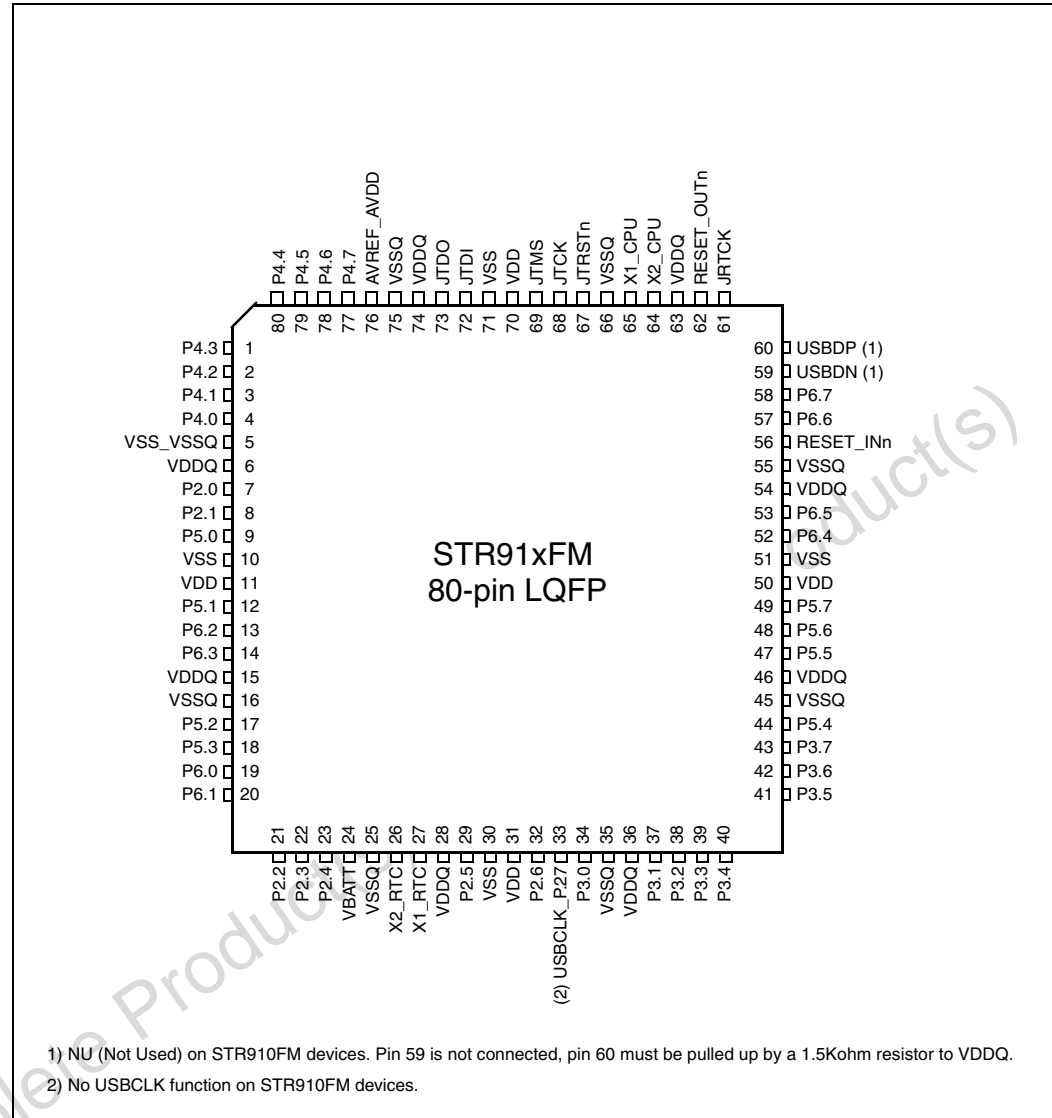 80 P4.4
79 P4.5
78 P4.6
77 P4.7
76 AVREF_AVDD
75 VSSQ
74 VDDQ
73 JTDO
72 JTDI
71 VSS
70 VDD
69 JTMS
68 JTCK
67 JTRSTn
66 VSSQ
65 X1_CPU
64 X2_CPU
63 VDDQ
62 RESET_OUTn
61 JRTCK
P4.3 1
P4.2 2
P4.1 3
P4.0 4
VSS_VSSQ 5
VDDQ 6
P2.0 7
P2.1 8
P5.0 9
VSS 10
VDD 11
P5.1 12
P6.2 13
P6.3 14
VDDQ 15
VSSQ 16
P5.2 17
P5.3 18
P6.0 19
P6.1 20
STR91xFM
80-pin LQFP
60 USBDP (1)
59 USBDN (1)
58 P6.7
57 P6.6
56 RESET_INn
55 VSSQ
54 VDDQ
53 P6.5
52 P6.4
51 VSS
50 VDD
49 P5.7
48 P5.6
47 P5.5
46 VDDQ
45 VSSQ
44 P5.4
43 P3.7
42 P3.6
41 P3.5
P2.2 21
P2.3 22
P2.4 23
VBATT 24
VSSQ 25
X2_RTC 26
X1_RTC 27
VDDQ 28
P2.5 29
VSS 30
VDD 31
P2.6 32
(2) USBCLK_P2.7 33
P3.0 34
VSSQ 35
VDDQ 36
P3.1 37
P3.2 38
P3.3 39
P3.4 40
1) NU (Not Used) on STR910FM devices. Pin 59 is not connected, pin 60 must be pulled up by a 1.5Kohm resistor to VDDQ.
2) No USBCLK function on STR910FM devices.